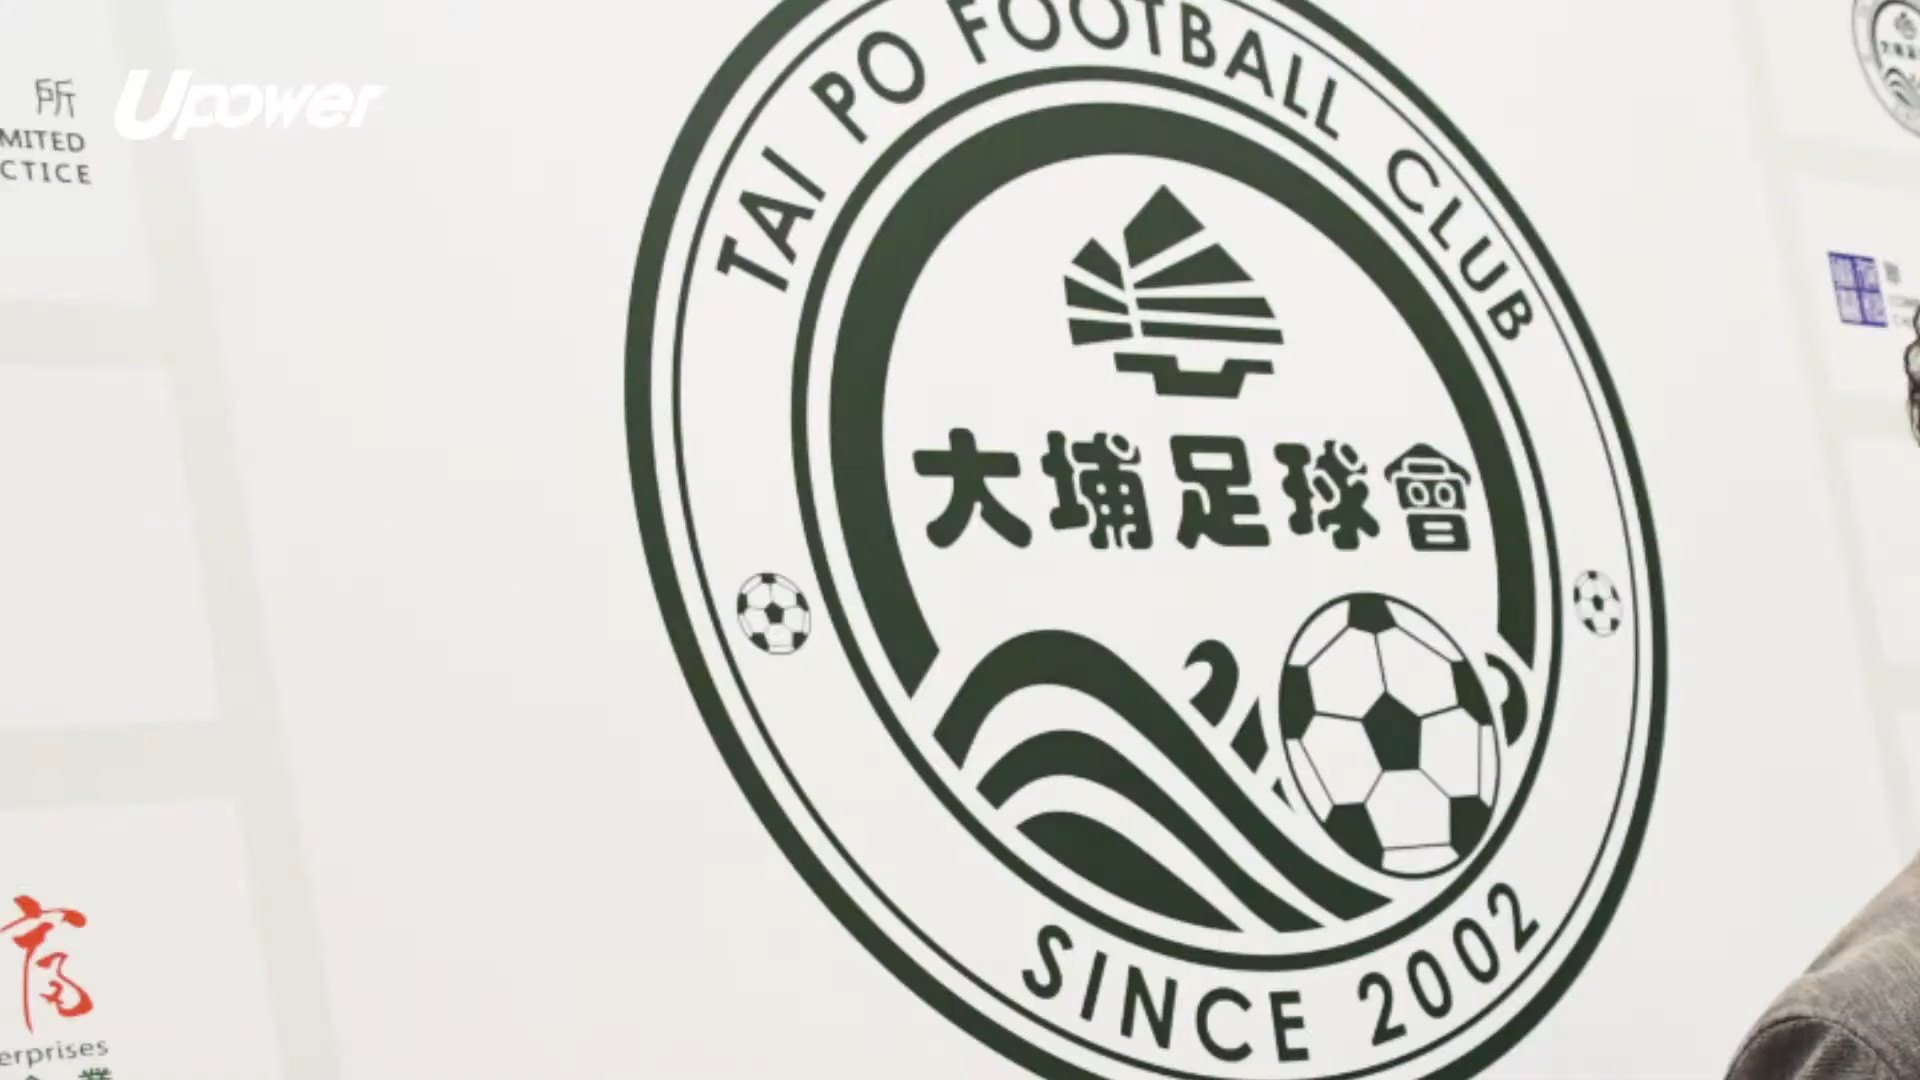 所
MITED
CTICE
Upower
TAI PO FOOTBALL CLUB
大埔足球會
SINCE 2002
erprises